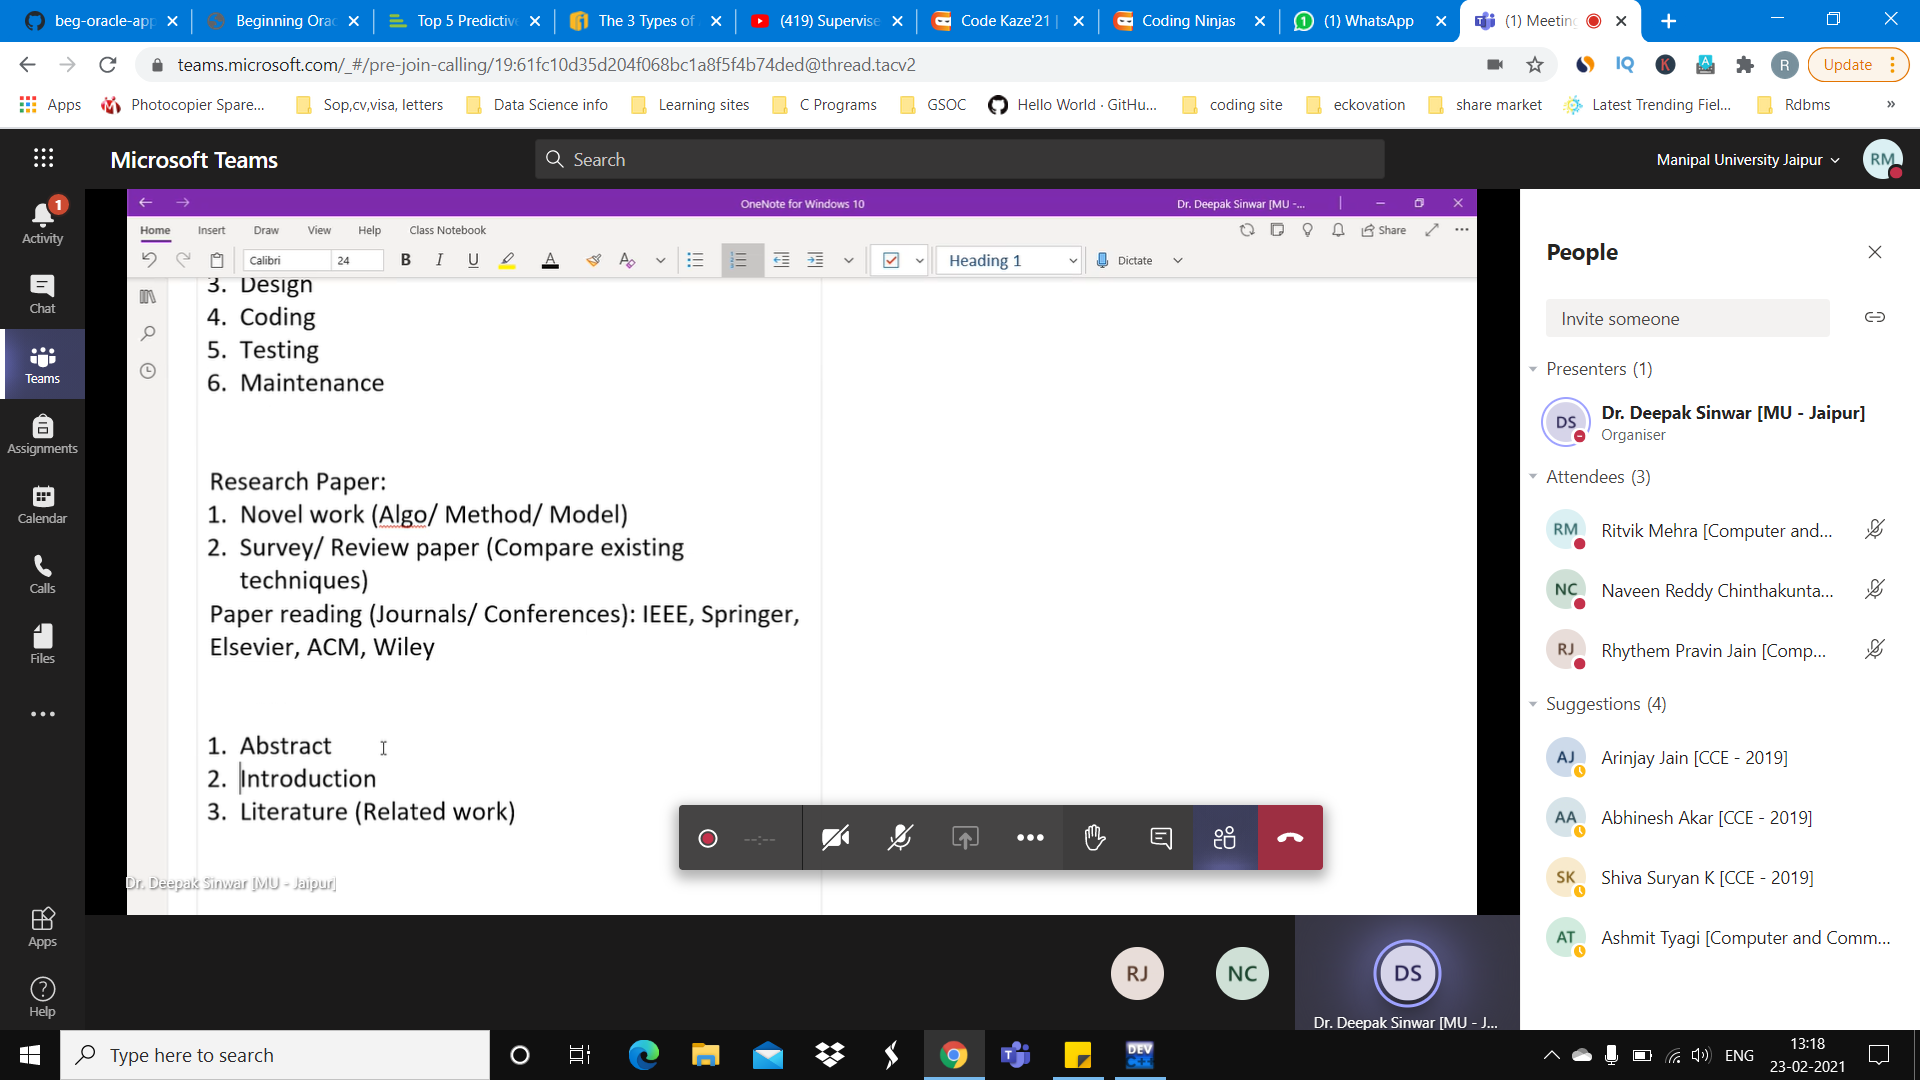 beg-oracle-app
Beginning Orac
Top 5 Predictive
The 3 Types of
(419) Supervise
Code Kaze'21 |
Coding Ninjas
(1) WhatsApp
(1) Meeting
teams.microsoft.com/_#/pre-join-calling/19:61fc10d35d204f068bc1a8f5f4b74ded@thread.tacv2
R
Update
Apps
Photocopier Spare...
Sop,cv,visa, letters
Data Science info
Learning sites
C Programs
GSOC
Hello World · GitHu...
coding site
eckovation
share market
Latest Trending Fiel...
Rdbms
»
Microsoft Teams
Search
Manipal University Jaipur
RM
1
Activity
Chat
Teams
Assignments
Calendar
Calls
Files
Apps
Help
OneNote for Windows 10
Dr. Deepak Sinwar [MU -...
Home
Insert
Draw
View
Help
Class Notebook
Share
Calibri
24
B
I
U
A
Heading 1
Dictate
3. Design
4. Coding
5. Testing
6. Maintenance
Research Paper:
1. Novel work (Algo/ Method/ Model)
2. Survey/ Review paper (Compare existing
techniques)
Paper reading (Journals/ Conferences): IEEE, Springer,
Elsevier, ACM, Wiley
1. Abstract
2. Introduction
3. Literature (Related work)
--:--
Dr. Deepak Sinwar [MU - Jaipur]
RJ
NC
DS
Dr. Deepak Sinwar [MU - J...
People
Invite someone
Presenters (1)
DS
Dr. Deepak Sinwar [MU - Jaipur]
Organiser
Attendees (3)
RM
Ritvik Mehra [Computer and...
NC
Naveen Reddy Chinthakunta...
RJ
Rhythem Pravin Jain [Comp...
Suggestions (4)
AJ
Arinjay Jain [CCE - 2019]
AA
Abhinesh Akar [CCE - 2019]
SK
Shiva Suryan K [CCE - 2019]
AT
Ashmit Tyagi [Computer and Comm...
Type here to search
DEV
C++
ENG
13:18
23-02-2021